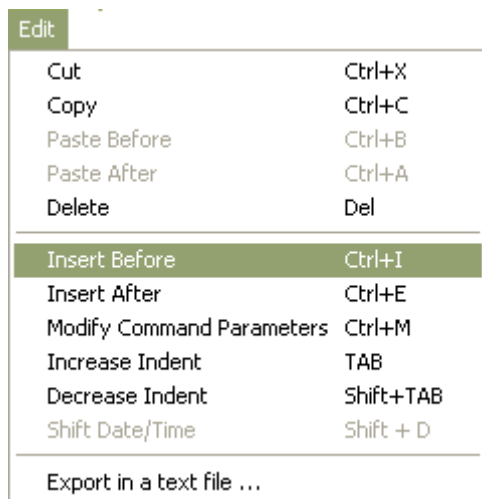 Edit
Cut Ctrl+X
Copy Ctrl+C
Paste Before Ctrl+B
Paste After Ctrl+A
Delete Del
Insert Before Ctrl+I
Insert After Ctrl+E
Modify Command Parameters Ctrl+M
Increase Indent TAB
Decrease Indent Shift+TAB
Shift Date/Time Shift + D
Export in a text file ...